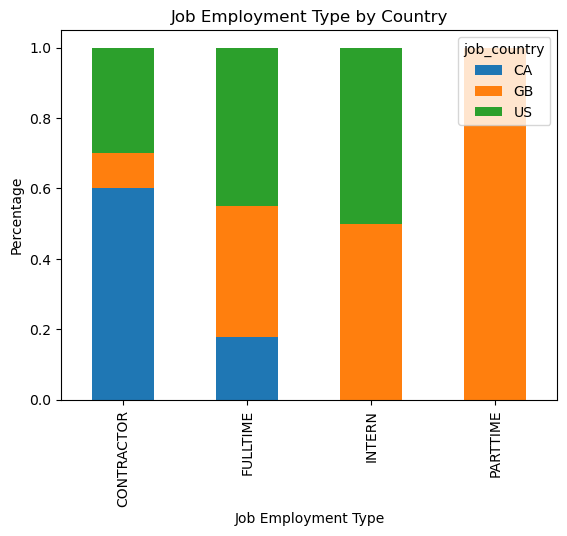 Job Employment Type by Country
job_country
CA
GB
US
Percentage
1.0
0.8
0.6
0.4
0.2
0.0
CONTRACTOR
FULLTIME
INTERN
PARTTIME
Job Employment Type